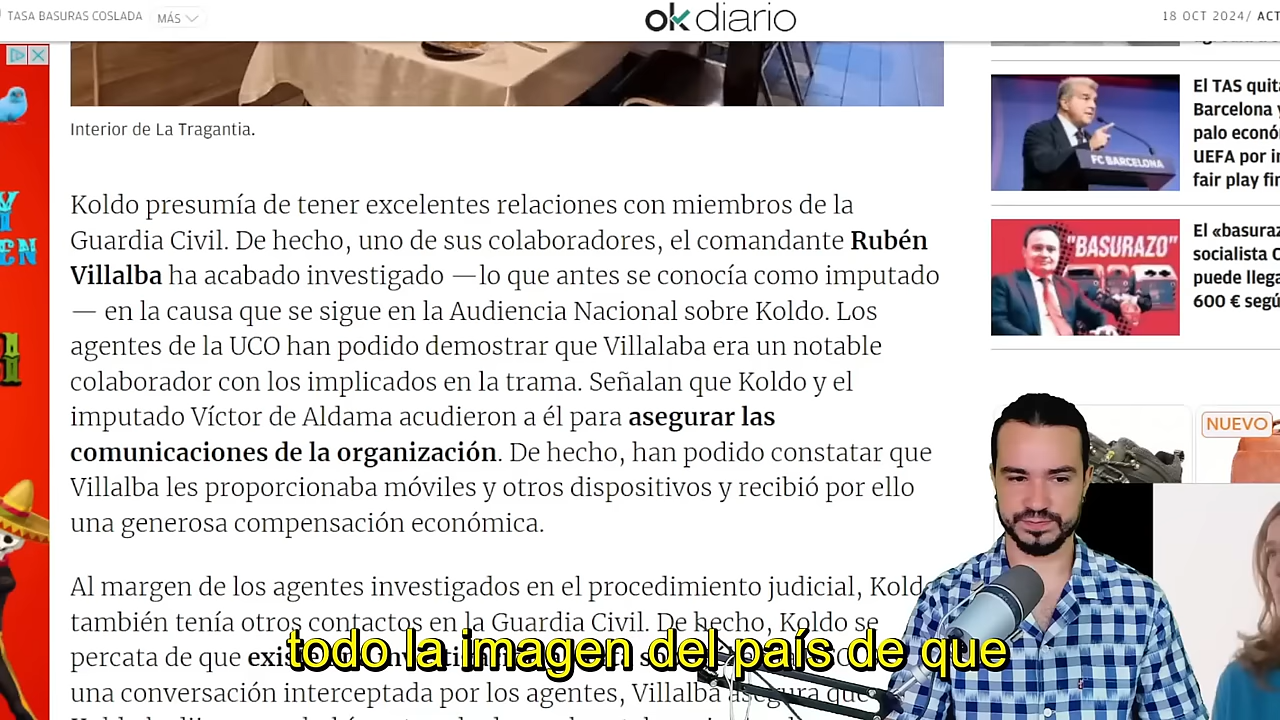 TASA BASURAS COSLADA MÁS
okdiario
18 OCT 2024/ ACT
Interior de La Tragantia.
Koldo presumía de tener excelentes relaciones con miembros de la
Guardia Civil. De hecho, uno de sus colaboradores, el comandante Rubén
Villalba ha acabado investigado —lo que antes se conocía como imputado
— en la causa que se sigue en la Audiencia Nacional sobre Koldo. Los
agentes de la UCO han podido demostrar que Villalaba era un notable
colaborador con los implicados en la trama. Señalan que Koldo y el
imputado Víctor de Aldama acudieron a él para asegurar las
comunicaciones de la organización. De hecho, han podido constatar que
Villalba les proporcionaba móviles y otros dispositivos y recibió por ello
una generosa compensación económica.
Al margen de los agentes investigados en el procedimiento judicial, Koldo
también tenía otros contactos en la Guardia Civil. De hecho, Koldo se
percata de que
una conversación interceptada por los agentes, Villalba asegura que
todo la imagen del país de que
El TAS quita
Barcelona y
palo econó
UEFA por in
fair play fin
FC BARCELONA
El «basuraz
socialista C
puede llega
600 € segú
"BASURAZO"
NUEVO